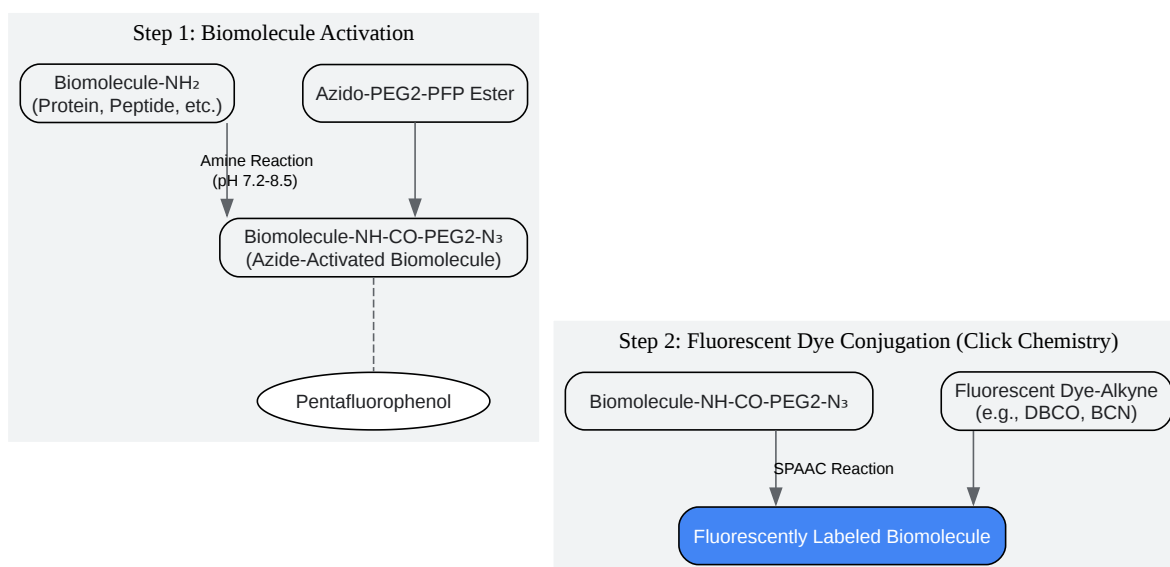 Step 1: Biomolecule Activation
Biomolecule-NH₂
(Protein, Peptide, etc.)
Azido-PEG2-PFP Ester
Amine Reaction
(pH 7.2-8.5)
Biomolecule-NH-CO-PEG2-N₃
(Azide-Activated Biomolecule)
Pentafluorophenol
Step 2: Fluorescent Dye Conjugation (Click Chemistry)
Biomolecule-NH-CO-PEG2-N₃
Fluorescent Dye-Alkyne
(e.g., DBCO, BCN)
SPAAC Reaction
Fluorescently Labeled Biomolecule